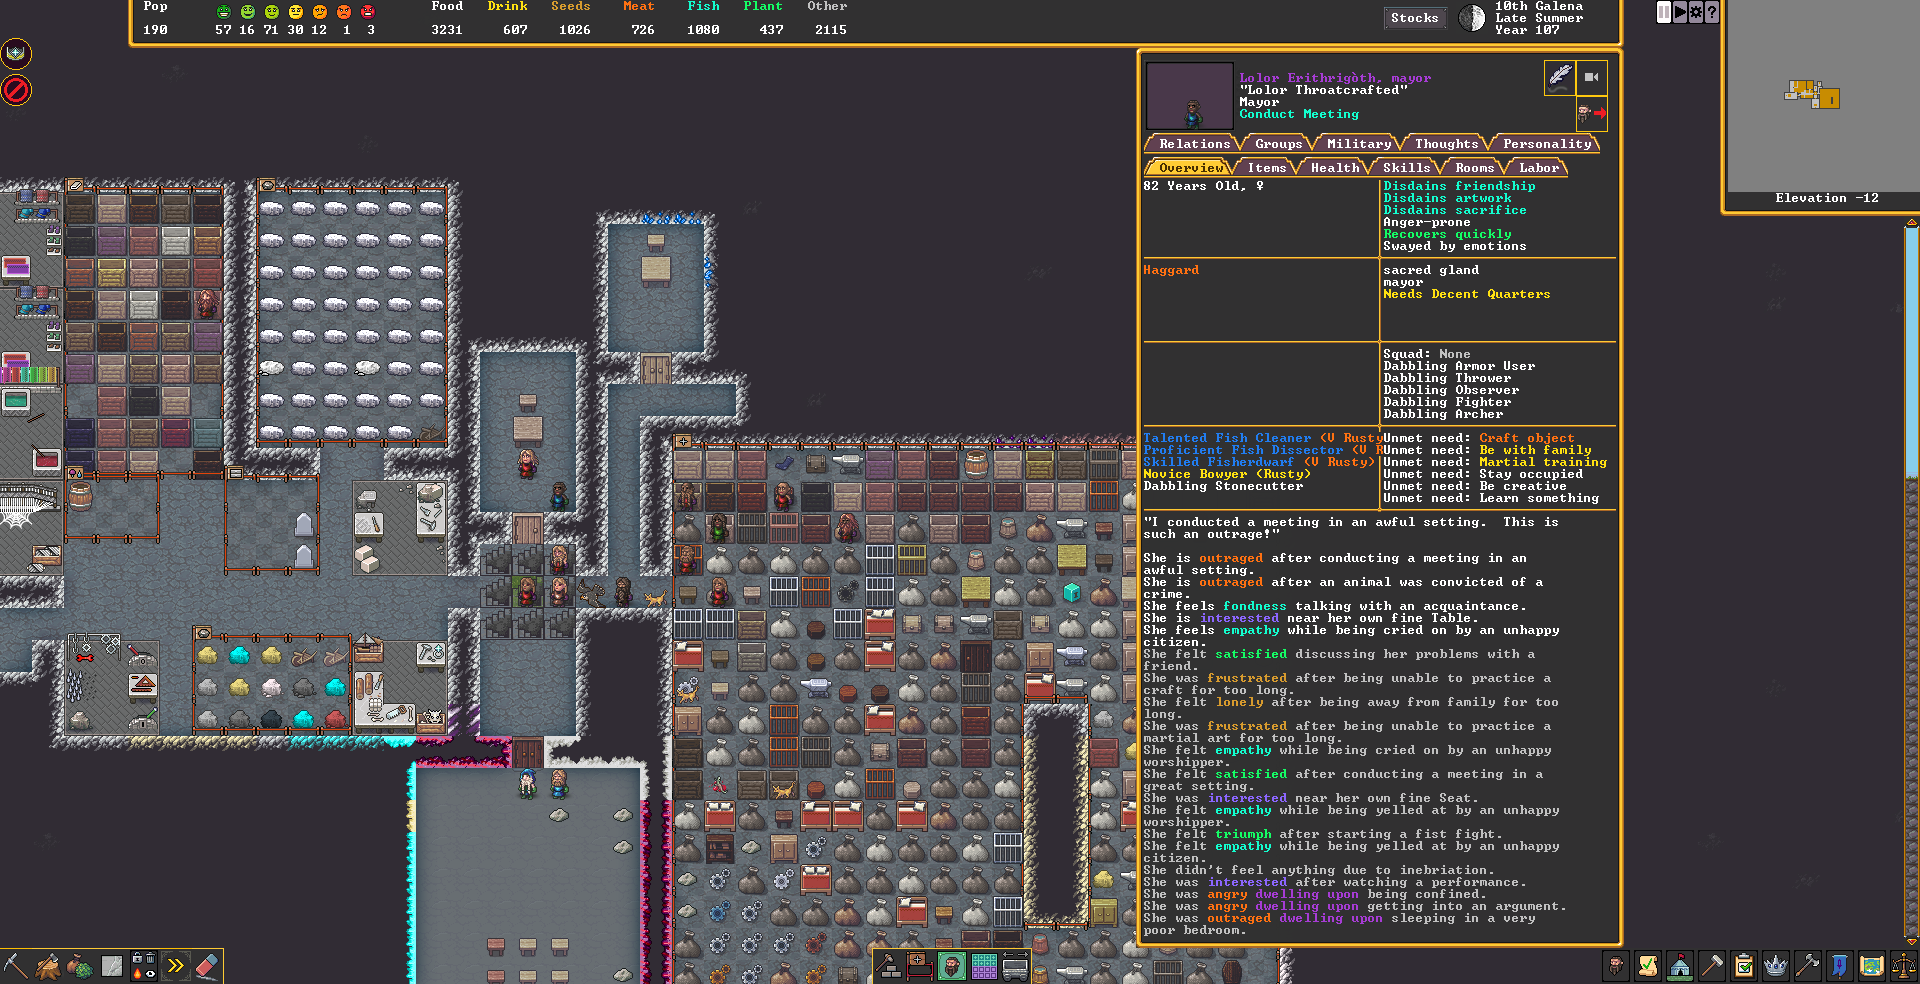 Pop Food Drink Seeds Meat Fish Plant Other
190 57 16 71 30 12 1 3 3231 607 1026 726 1080 437 2115
Stocks
10th Galena
Late Summer
Year 107
Elevation -12
Lolor Erithrigòth, mayor
"Lolor Throatcrafted"
Mayor
Conduct Meeting
Relations Groups Military Thoughts Personality
Overview Items Health Skills Rooms Labor
82 Years Old, ♀
Disdains friendship
Disdains artwork
Disdains sacrifice
Anger-prone
Recovers quickly
Swayed by emotions
Haggard
sacred gland
mayor
Needs Decent Quarters
Squad: None
Dabbling Armor User
Dabbling Thrower
Dabbling Observer
Dabbling Fighter
Dabbling Archer
Talented Fish Cleaner (V Rusty
Proficient Fish Dissector (V R
Skilled Fisherdwarf (V Rusty)
Novice Bowyer (Rusty)
Dabbling Stonecutter
Unmet need: Craft object
Unmet need: Be with family
Unmet need: Martial training
Unmet need: Stay occupied
Unmet need: Be creative
Unmet need: Learn something
"I conducted a meeting in an awful setting. This is
such an outrage!"
She is outraged after conducting a meeting in an
awful setting.
She is outraged after an animal was convicted of a
crime.
She feels fondness talking with an acquaintance.
She is interested near her own fine Table.
She feels empathy while being cried on by an unhappy
citizen.
She felt satisfied discussing her problems with a
friend.
She was frustrated after being unable to practice a
craft for too long.
She felt lonely after being away from family for too
long.
She was frustrated after being unable to practice a
martial art for too long.
She felt empathy while being cried on by an unhappy
worshipper.
She felt satisfied after conducting a meeting in a
great setting.
She was interested near her own fine Seat.
She felt empathy while being yelled at by an unhappy
worshipper.
She felt triumph after starting a fist fight.
She felt empathy while being yelled at by an unhappy
citizen.
She didn't feel anything due to inebriation.
She was interested after watching a performance.
She was angry dwelling upon being confined.
She was angry dwelling upon getting into an argument.
She was outraged dwelling upon sleeping in a very
poor bedroom.